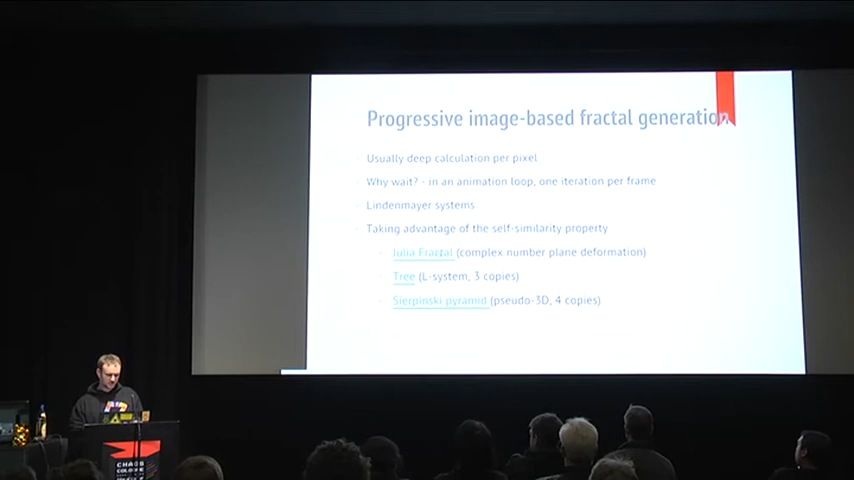 Progressive image-based fractal generation
Usually deep calculation per pixel
Why wait? - in an animation loop, one iteration per frame
Lindenmayer systems
Taking advantage of the self-similarity property
Julia Fractal (complex number plane deformation)
Tree (L-system, 3 copies)
Sierpinski pyramid (pseudo-3D, 4 copies)
CHAOS
COLOGNE